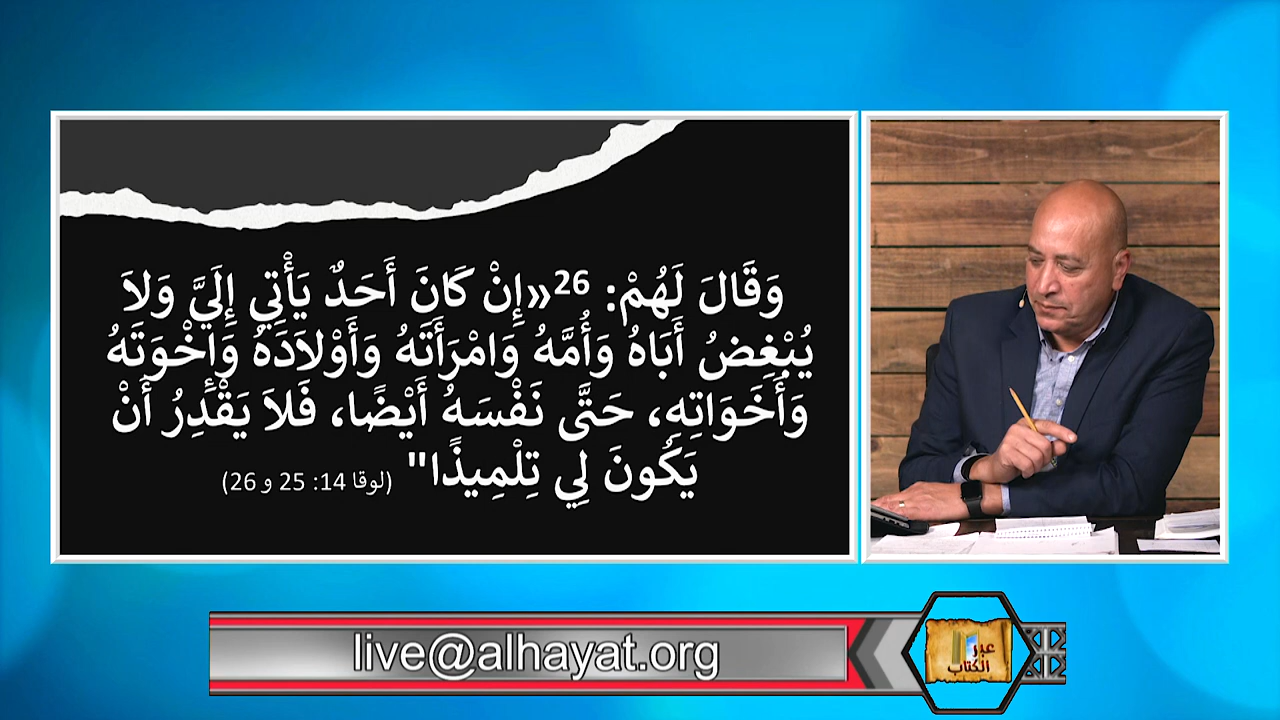 وَقَالَ لَهُمْ: 26«إِنْ كَانَ أَحَدٌ يَأْتِي إِلَيَّ وَلاَ
يُبْغِضُ أَبَاهُ وَأُمَّهُ وَامْرَأَتَهُ وَأَوْلاَدَهُ وَإِخْوَتَهُ
وَأَخَوَاتِهِ، حَتَّى نَفْسَهُ أَيْضًا، فَلاَ يَقْدِرُ أَنْ
يَكُونَ لِي تِلْمِيذًا" (لوقا 14: 25 و 26)
live@alhayat.org
عبر
الكتاب